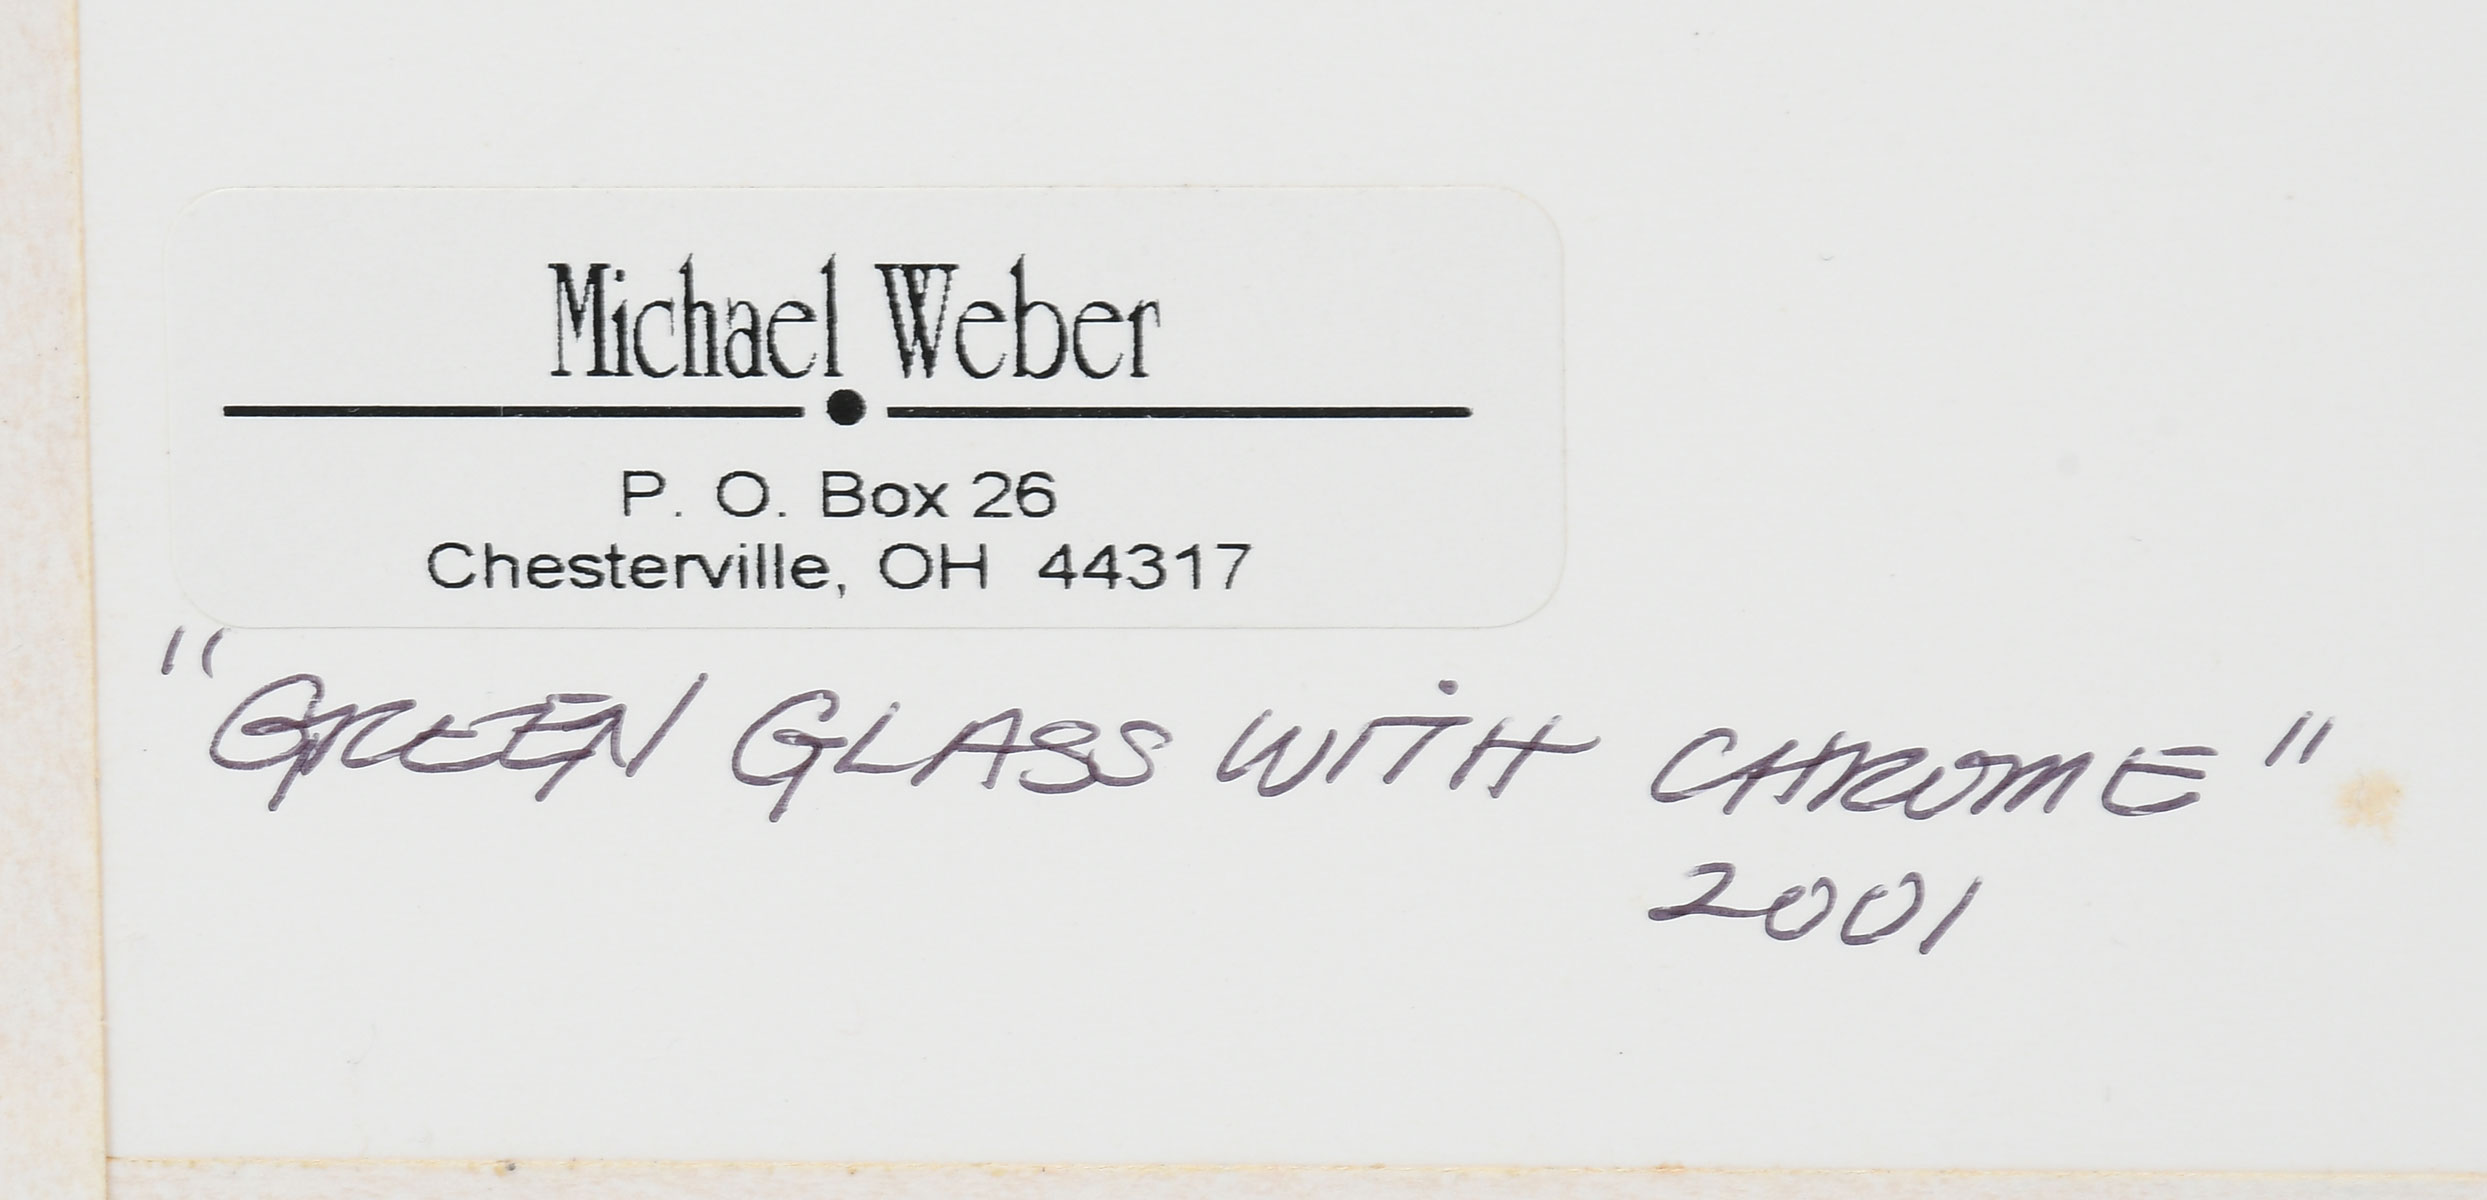 Michael Weber
P. O. Box 26
Chesterville, OH 44317
"GREEN GLASS WITH CHROME"
2001